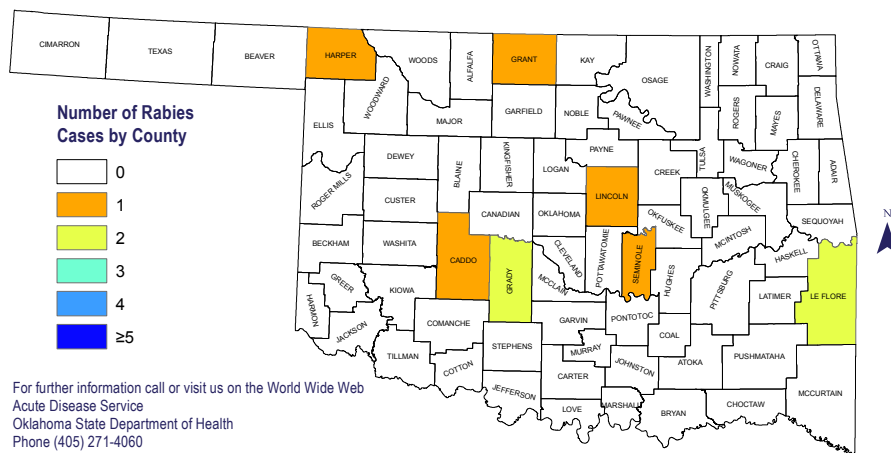 CIMARRON
TEXAS
BEAVER
HARPER
WOODS
ALFALFA
GRANT
KAY
OSAGE
WASHINGTON
NOWATA
CRAIG
OTTAWA
Number of Rabies
Cases by County
0
1
2
3
4
≥5
ELLIS
WOODWARD
MAJOR
GARFIELD
NOBLE
PAWNEE
ROGERS
MAYES
DELAWARE
DEWEY
BLAINE
KINGFISHER
LOGAN
PAYNE
CREEK
TULSA
WAGONER
CHEROKEE
ADAIR
ROGER MILLS
CUSTER
CANADIAN
OKLAHOMA
LINCOLN
OKFUSKEE
OKMULGEE
MUSKOGEE
SEQUOYAH
N
BECKHAM
WASHITA
CADDO
GRADY
CLEVELAND
MCCLAIN
POTTAWATOMIE
SEMINOLE
HUGHES
MCINTOSH
HASKELL
PITTSBURG
LATIMER
LE FLORE
GREER
KIOWA
HARMON
JACKSON
COMANCHE
TILLMAN
COTTON
STEPHENS
GARVIN
PONTOTOC
COAL
MURRAY
JOHNSTON
ATOKA
PUSHMATAHA
JEFFERSON
CARTER
LOVE
MARSHALL
BRYAN
CHOCTAW
MCCURTAIN
For further information call or visit us on the World Wide Web
Acute Disease Service
Oklahoma State Department of Health
Phone (405) 271-4060